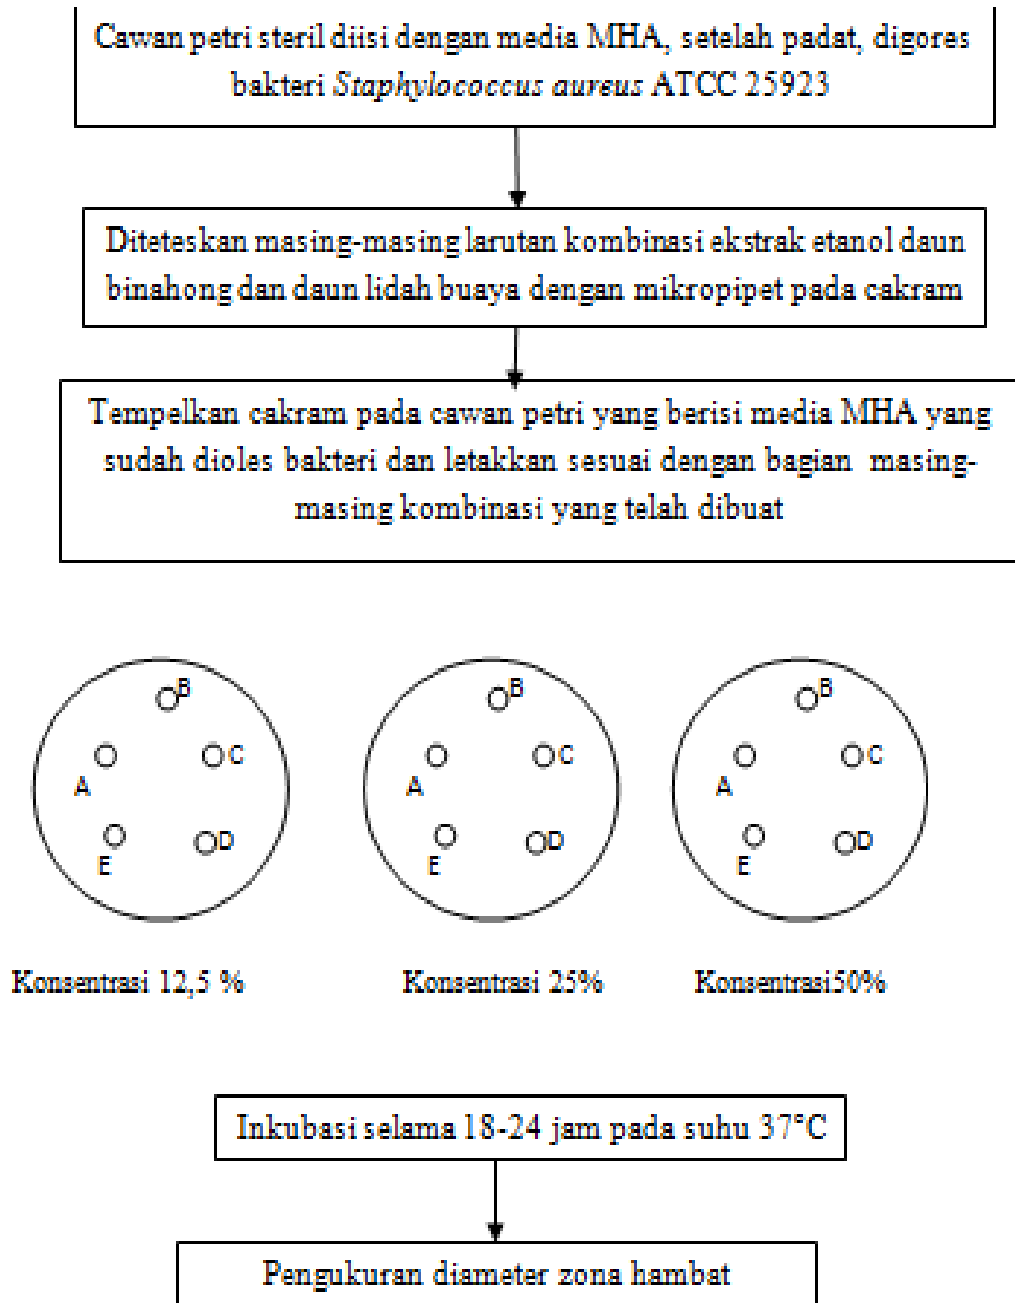 Cawan petri steril diisi dengan media MHA, setelah padat, digores
bakteri Staphylococcus aureus ATCC 25923
Diteteskan masing-masing larutan kombinasi ekstrak etanol daun
binahong dan daun lidah buaya dengan mikropipet pada cakram
Tempelkan cakram pada cawan petri yang berisi media MHA yang
sudah dioles bakteri dan letakkan sesuai dengan bagian masing-
masing kombinasi yang telah dibuat
B
C
A
D
E
B
C
A
D
E
B
C
A
D
E
Konsentrasi 12,5 %
Konsentrasi 25%
Konsentrasi50%
Inkubasi selama 18-24 jam pada suhu 37°C
Pengukuran diameter zona hambat